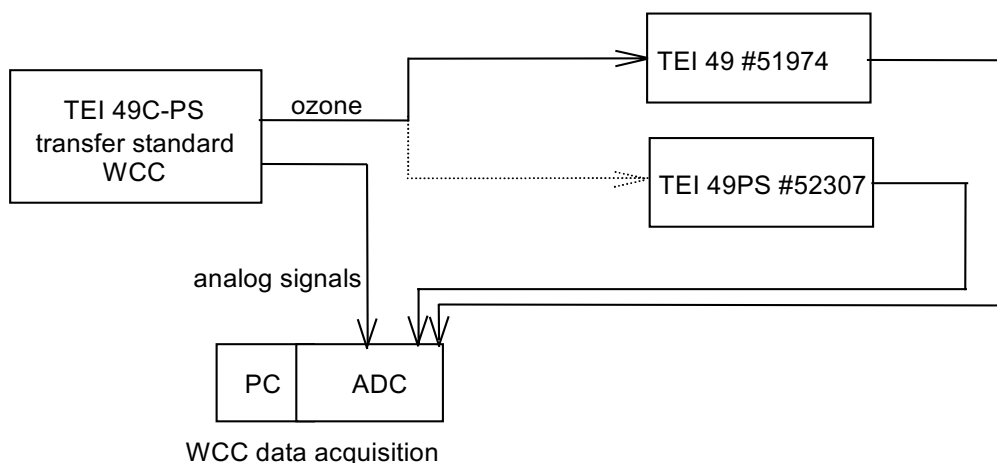 TEI 49C-PS
transfer standard
WCC
ozone
TEI 49 #51974
TEI 49PS #52307
analog signals
PC
ADC
WCC data acquisition